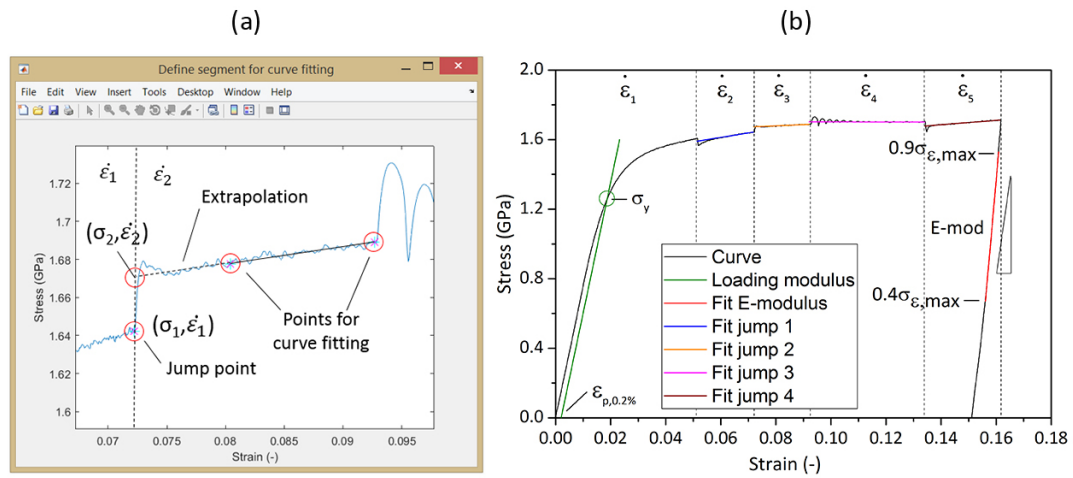 (a)
Define segment for curve fitting
File Edit View Insert Tools Desktop Window Help
ε̇1 ε̇2
Extrapolation
(σ2,ε̇2)
(σ1,ε̇1)
Points for
curve fitting
Jump point
1.72
1.7
1.68
1.66
1.64
1.62
1.6
Stress (GPa)
0.07 0.075 0.08 0.085 0.09 0.095
Strain (-)
(b)
ε̇1 ε̇2 ε̇3 ε̇4 ε̇5
2.0
1.6
1.2
0.8
0.4
0.0
Stress (GPa)
0.9σε,max
σy
E-mod
0.4σε,max
εp,0.2%
Curve
Loading modulus
Fit E-modulus
Fit jump 1
Fit jump 2
Fit jump 3
Fit jump 4
0.00 0.02 0.04 0.06 0.08 0.10 0.12 0.14 0.16 0.18
Strain (-)